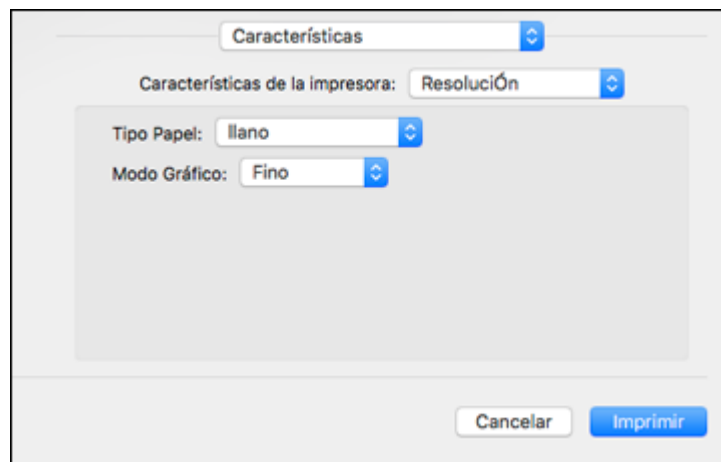 Características
Características de la impresora: ResoluciÓn
Tipo Papel: llano
Modo Gráfico: Fino
Cancelar Imprimir